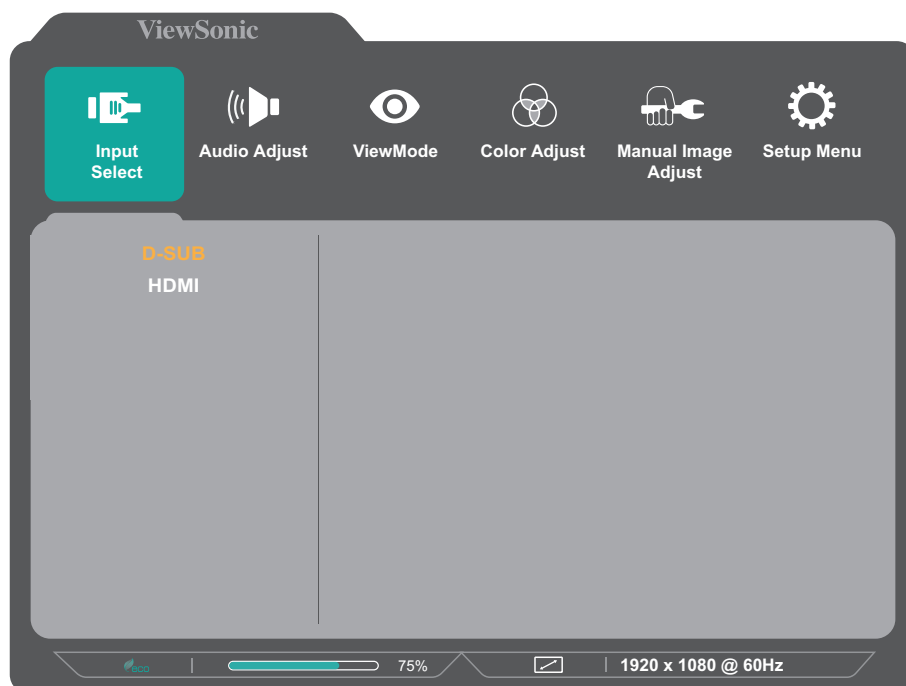 ViewSonic
Input
Select
Audio Adjust
ViewMode
Color Adjust
Manual Image
Adjust
Setup Menu
D-SUB
HDMI
eco
75%
1920 x 1080 @ 60Hz